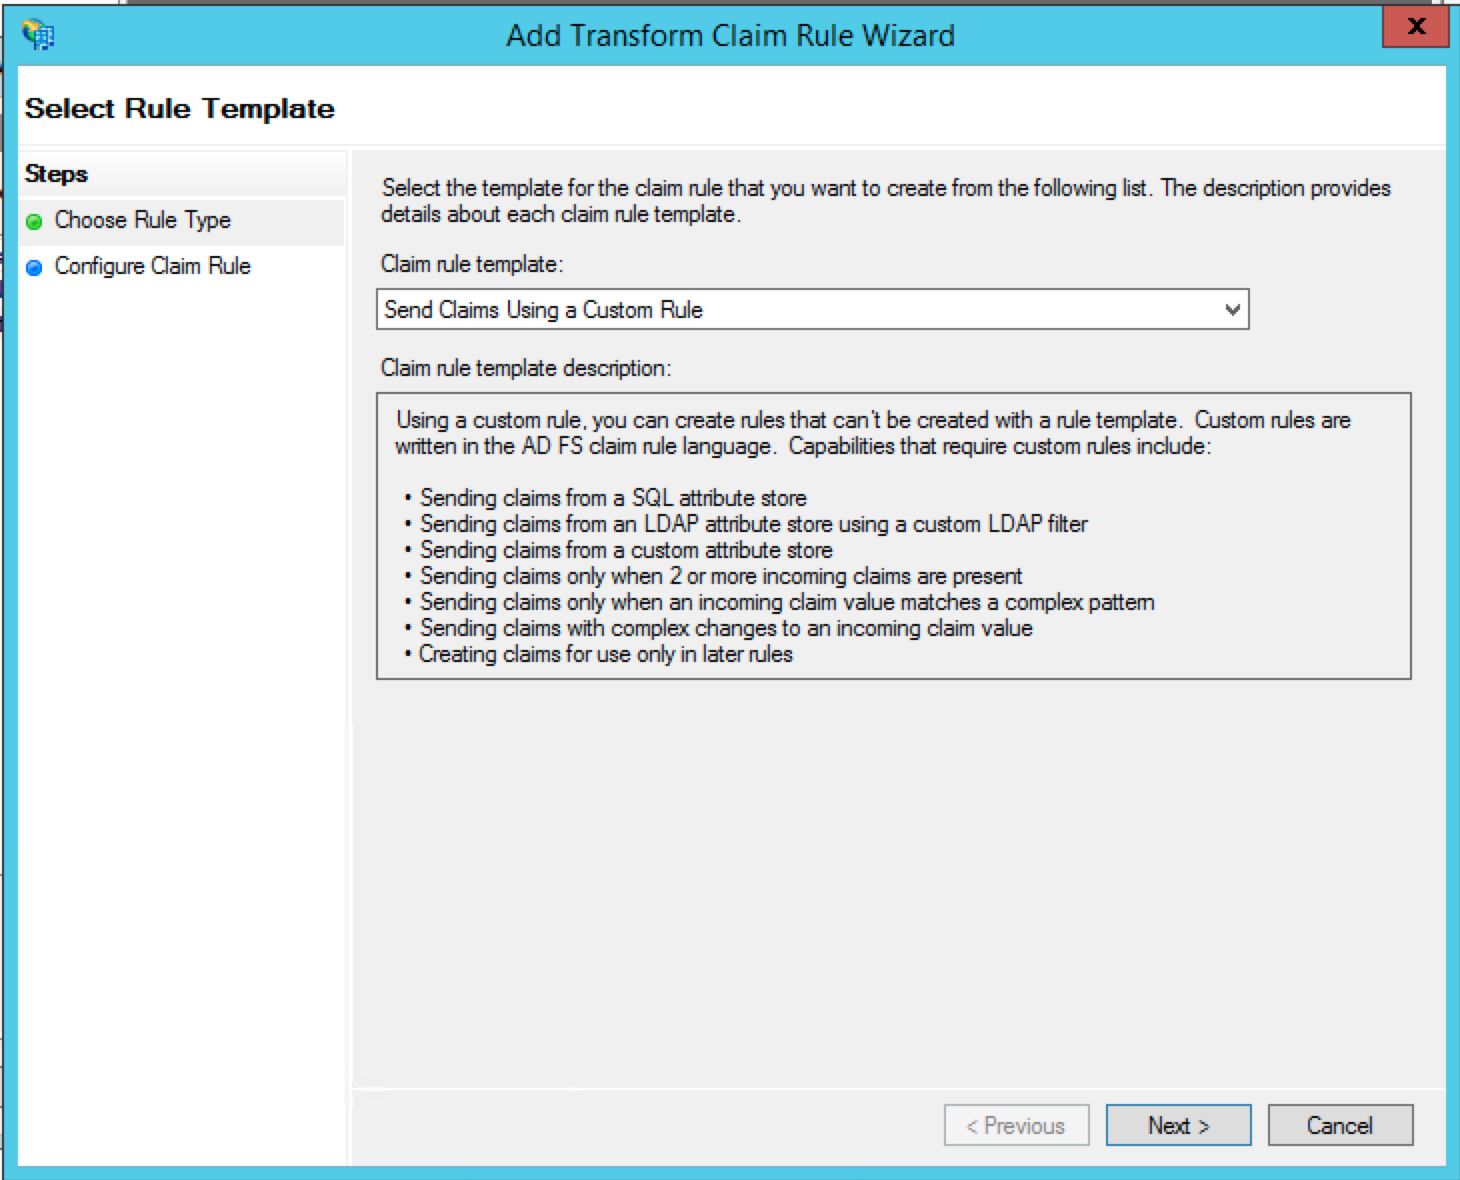 Add Transform Claim Rule Wizard
X
Select Rule Template
Steps
Choose Rule Type
Configure Claim Rule
Select the template for the claim rule that you want to create from the following list. The description provides
details about each claim rule template.
Claim rule template:
Send Claims Using a Custom Rule
Claim rule template description:
Using a custom rule, you can create rules that can't be created with a rule template. Custom rules are
written in the AD FS claim rule language. Capabilities that require custom rules include:
• Sending claims from a SQL attribute store
• Sending claims from an LDAP attribute store using a custom LDAP filter
• Sending claims from a custom attribute store
• Sending claims only when 2 or more incoming claims are present
• Sending claims only when an incoming claim value matches a complex pattern
• Sending claims with complex changes to an incoming claim value
• Creating claims for use only in later rules
< Previous
Next >
Cancel